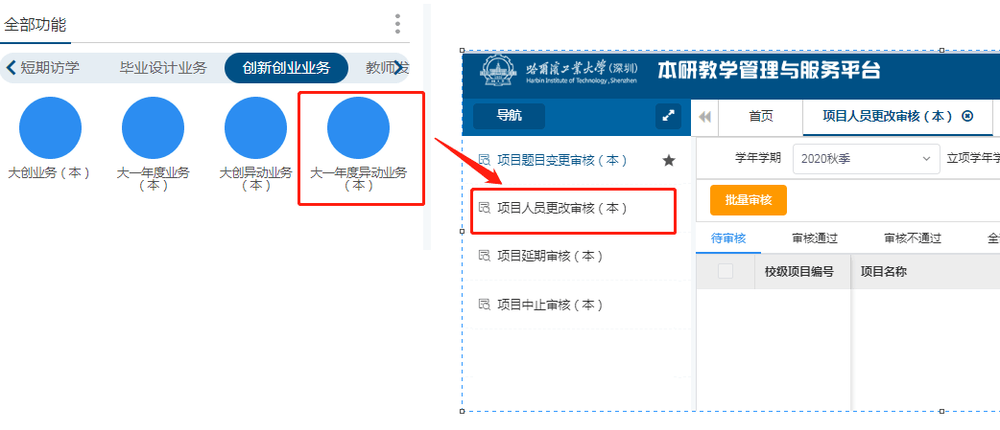 全部功能
短期访学
毕业设计业务
创新创业业务
教师发
大创业务（本）
大一年度业务
（本）
大创异动业务
（本）
大一年度异动业务
（本）
哈爾濱工業大學(深圳)
Harbin Institute of Technology, Shenzhen
本研教学管理与服务平台
导航
首页
项目人员更改审核（本）
项目题目变更审核（本）
项目人员更改审核（本）
项目延期审核（本）
项目中止审核（本）
学年学期
2020秋季
立项学年学
批量审核
待审核
审核通过
审核不通过
校级项目编号
项目名称